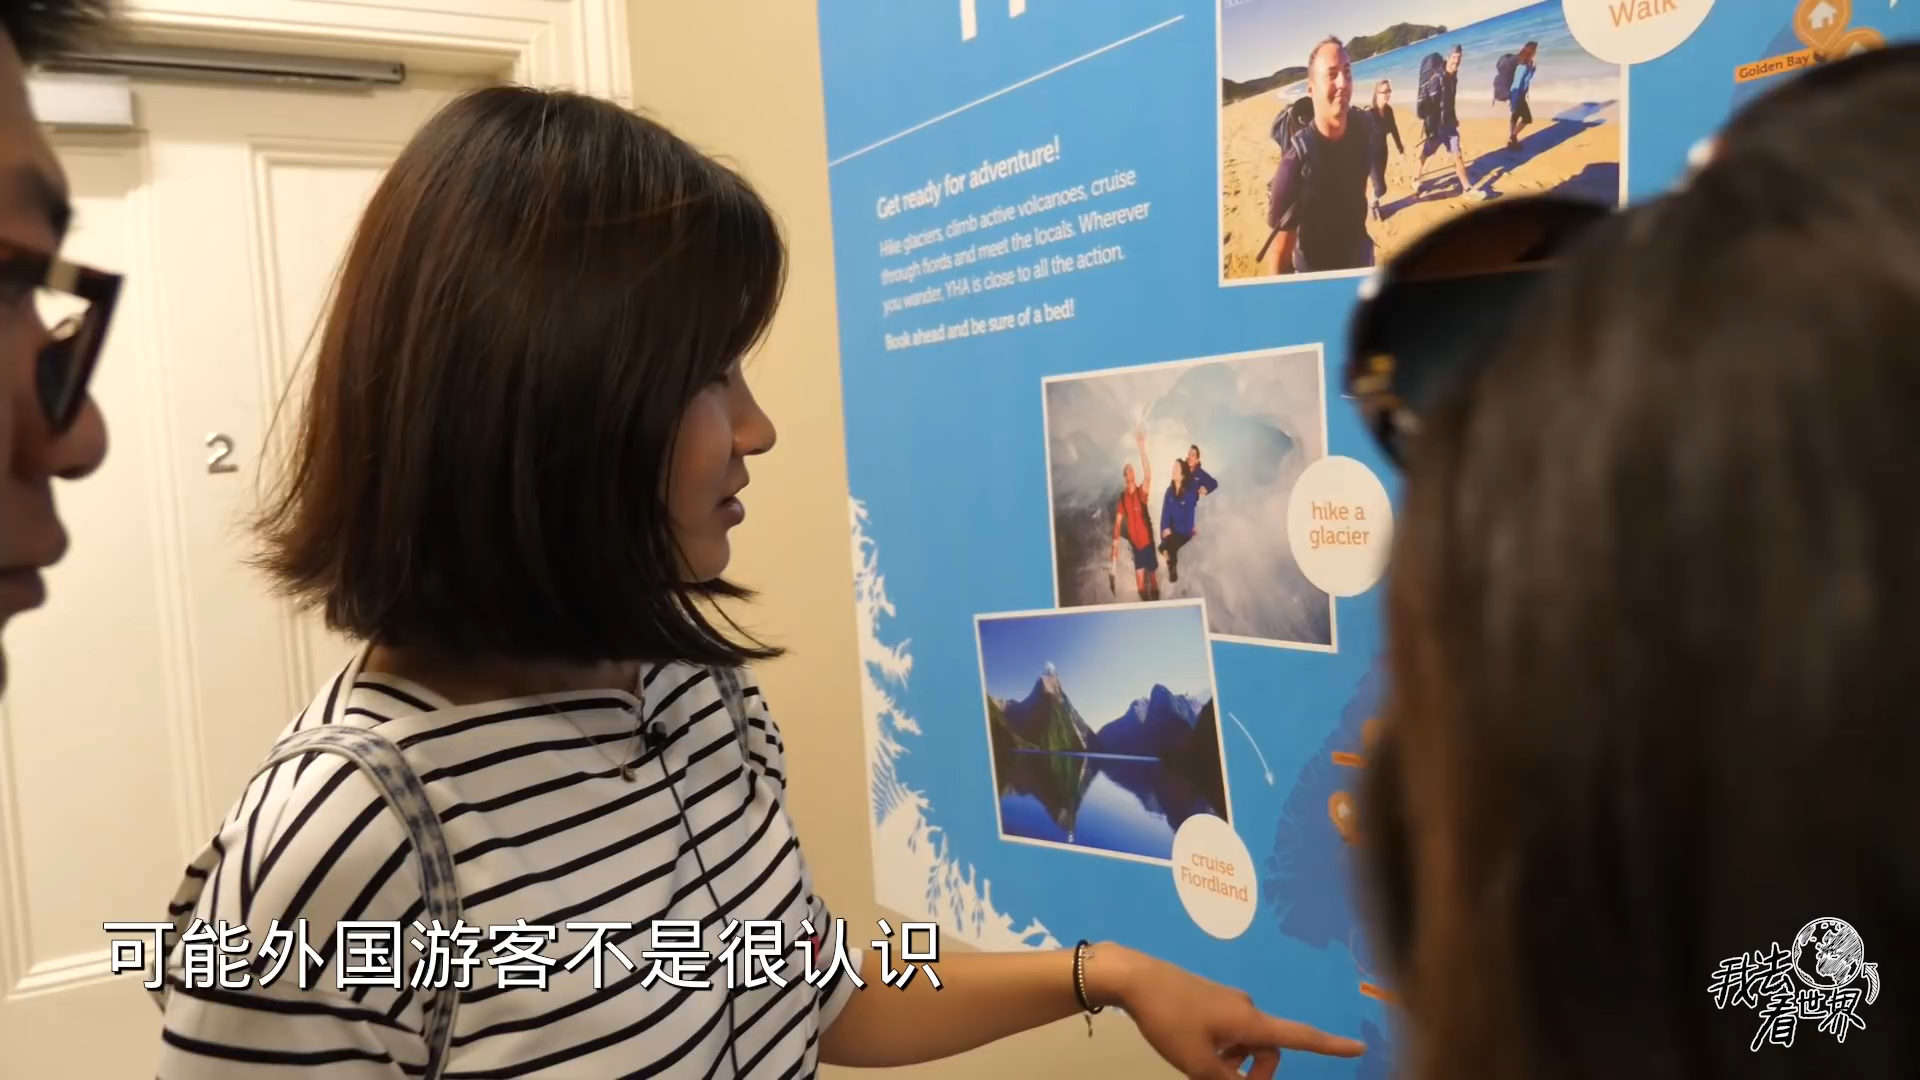 Walk
Golden Bay
Get ready for adventure!
Hike glaciers, climb active volcanoes, cruise
through fiords and meet the locals. Wherever
you wander, YHA is close to all the action.
Book ahead and be sure of a bed!
2
hike a
glacier
cruise
Fiordland
可能外国游客不是很认识
我去
看世界